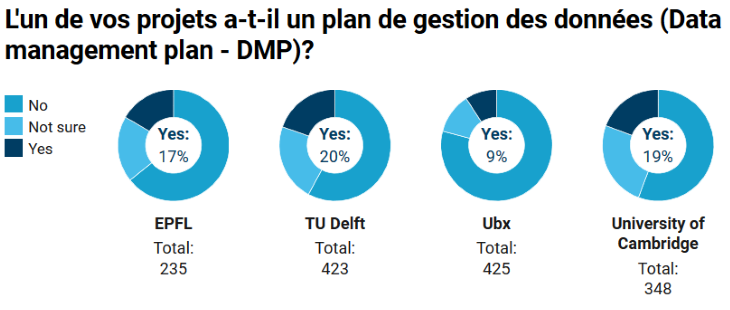 L'un de vos projets a-t-il un plan de gestion des données (Data
management plan - DMP)?
No
Not sure
Yes
Yes:
17%
EPFL
Total:
235
Yes:
20%
TU Delft
Total:
423
Yes:
9%
Ubx
Total:
425
Yes:
19%
University of
Cambridge
Total:
348